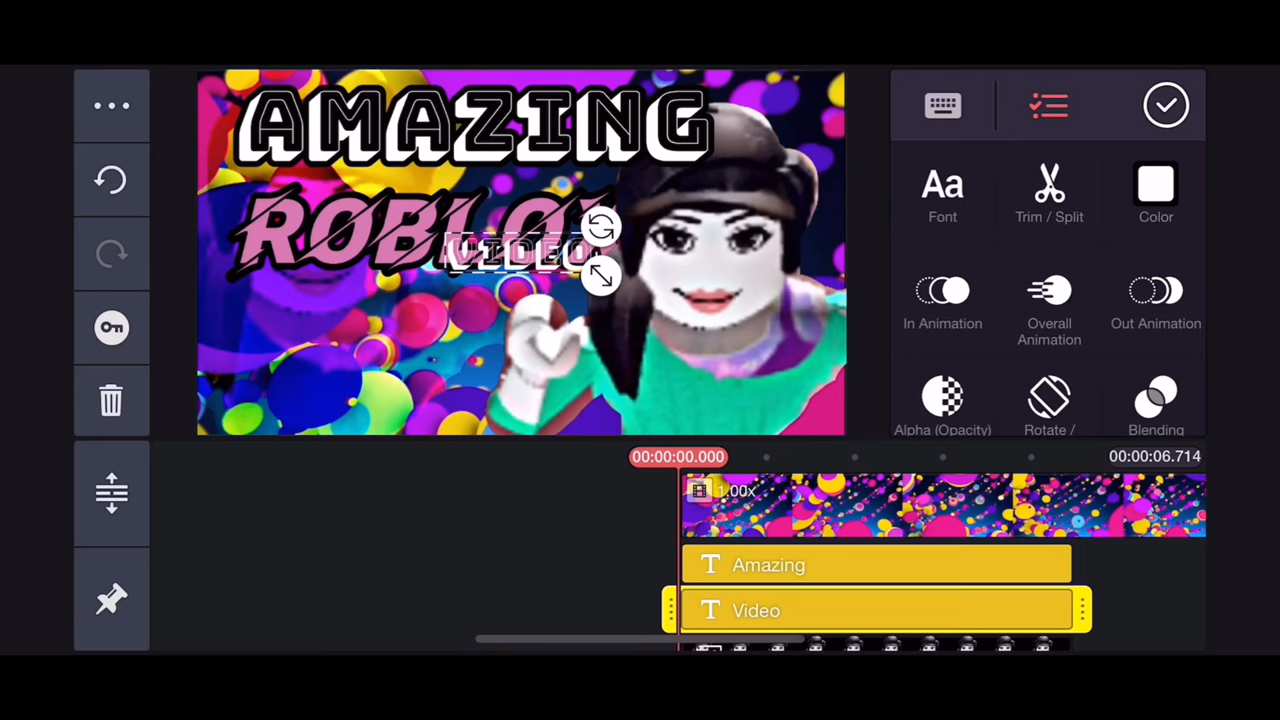 AMAZING
ROBLOX
VIDEO
Font
Trim / Split
Color
In Animation
Overall
Animation
Out Animation
Alpha (Opacity)
Rotate /
Blending
00:00:00.000
00:00:06.714
1.00x
T Amazing
T Video